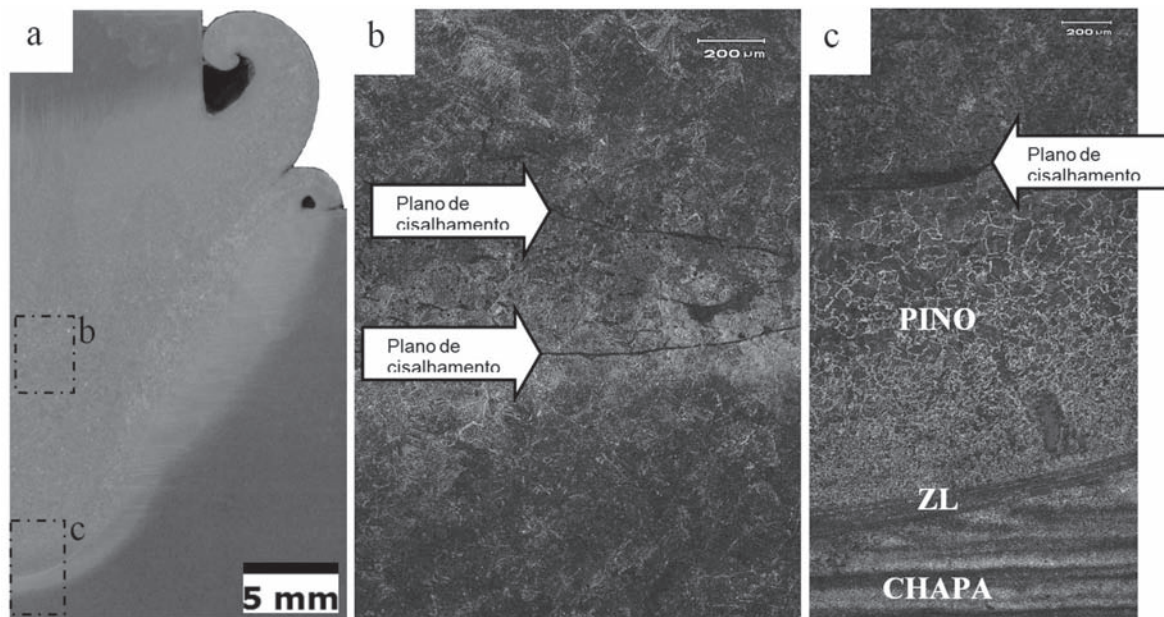 a
b
c
5 mm
b
200 µm
Plano de
cisalhamento
Plano de
cisalhamento
c
200 µm
Plano de
cisalhamento
PINO
ZL
CHAPA